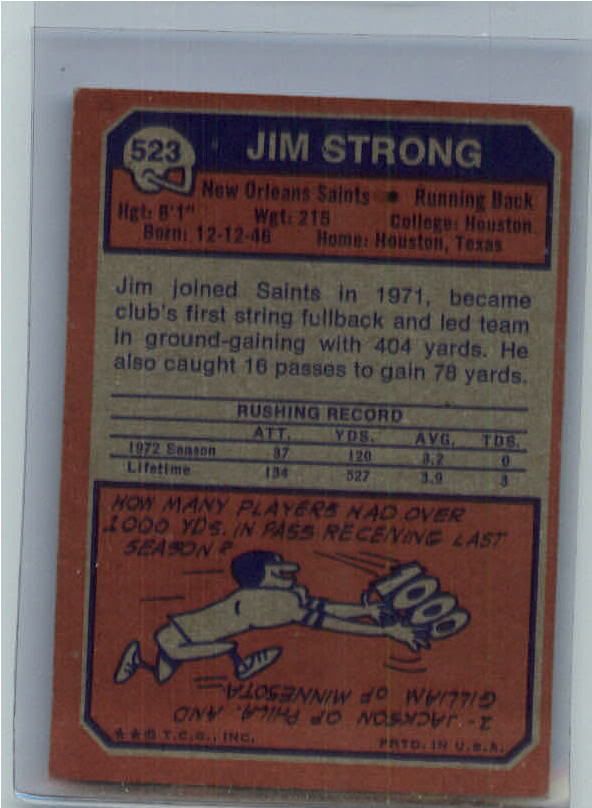 523
JIM STRONG
New Orleans Saints • Running Back
Hgt: 6'1" Wgt: 215 College: Houston
Born: 12-12-46 Home: Houston, Texas
Jim joined Saints in 1971, became
club's first string fullback and led team
in ground-gaining with 404 yards. He
also caught 16 passes to gain 78 yards.
RUSHING RECORD
ATT. YDS. AVG. TDS.
1972 Season 37 120 3.2 0
Lifetime 134 527 3.9 3
HOW MANY PLAYERS HAD OVER
1000 YDS. IN PASS RECEIVING LAST
SEASON?
1000
2- JACKSON OF PHILA. AND
GILLIAM OF MINNESOTA
★★© T.C.G., INC. PRTD. IN U.S.A.